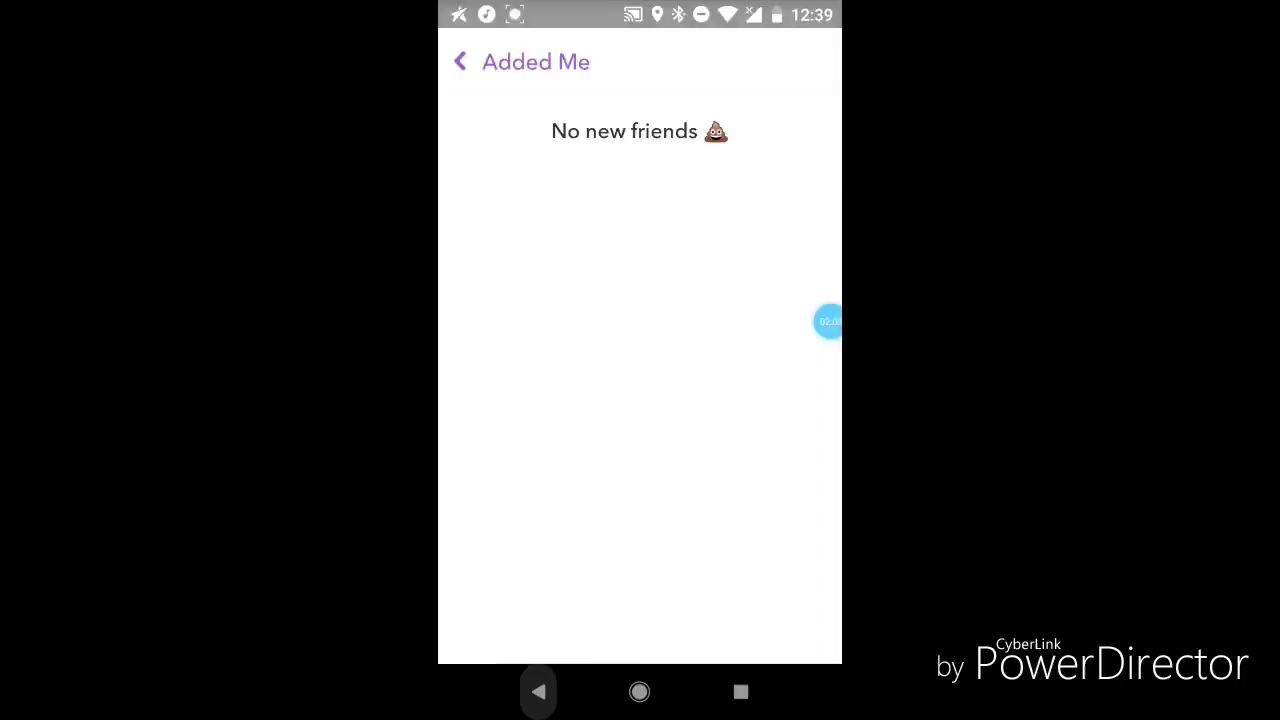 12:39
Added Me
No new friends 💩
CyberLink
by PowerDirector